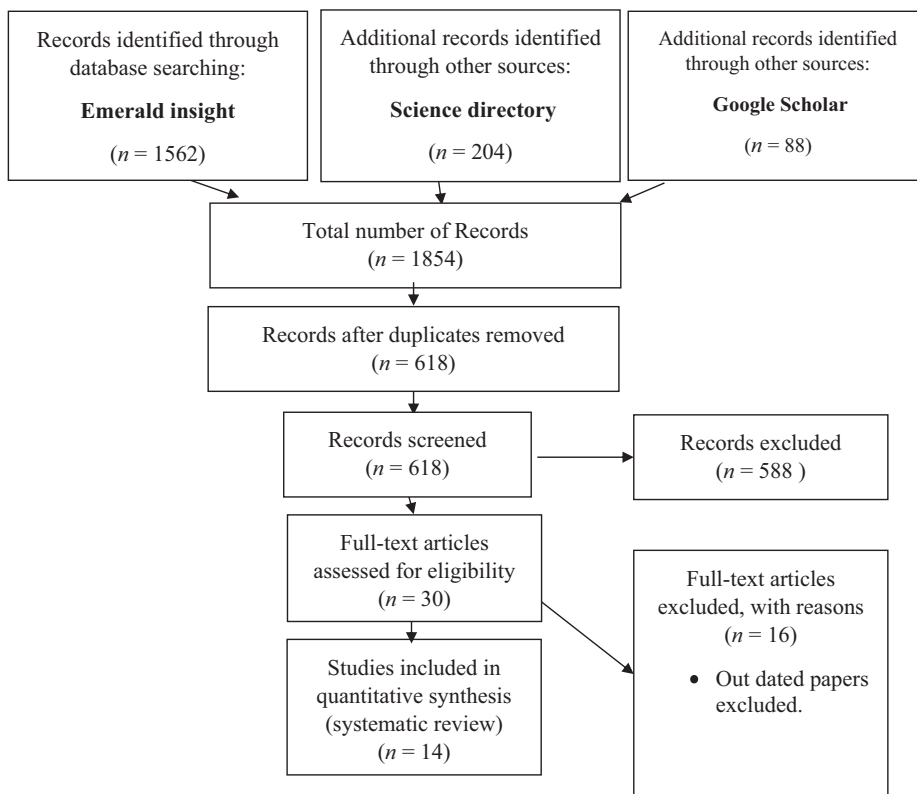 Records identified through
database searching:
Emerald insight
(n = 1562)
Additional records identified
through other sources:
Science directory
(n = 204)
Additional records identified
through other sources:
Google Scholar
(n = 88)
Total number of Records
(n = 1854)
Records after duplicates removed
(n = 618)
Records screened
(n = 618)
Records excluded
(n = 588 )
Full-text articles
assessed for eligibility
(n = 30)
Full-text articles
excluded, with reasons
(n = 16)
• Out dated papers
excluded.
Studies included in
quantitative synthesis
(systematic review)
(n = 14)